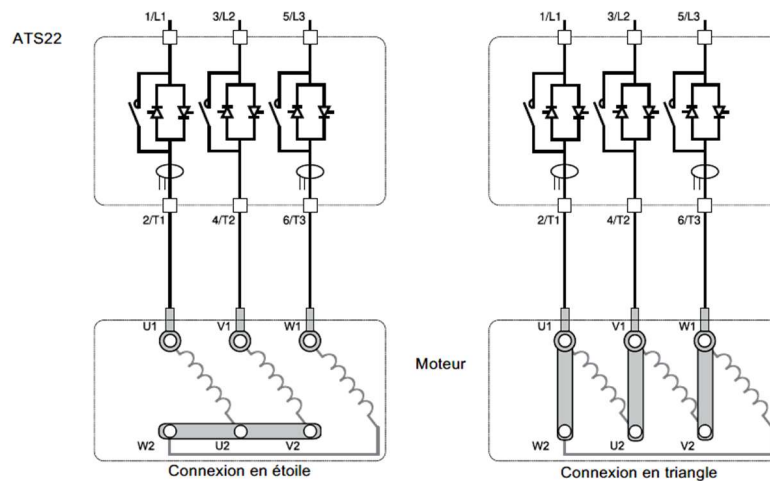 1/L1 3/L2 5/L3
1/L1 3/L2 5/L3
ATS22
2/T1 4/T2 6/T3
2/T1 4/T2 6/T3
U1 V1 W1
U1 V1 W1
Moteur
W2 U2 V2
W2 U2 V2
Connexion en étoile
Connexion en triangle